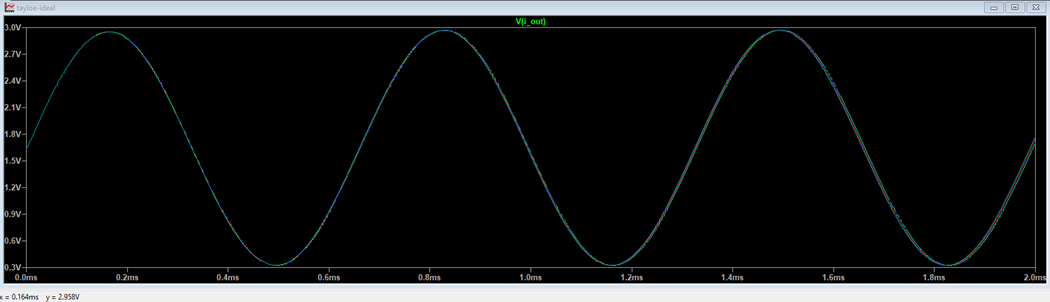 tayloe-ideal
V(i_out)
3.0V
2.7V
2.4V
2.1V
1.8V
1.5V
1.2V
0.9V
0.6V
0.3V
0.0ms 0.2ms 0.4ms 0.6ms 0.8ms 1.0ms 1.2ms 1.4ms 1.6ms 1.8ms 2.0ms
x = 0.164ms y = 2.958V